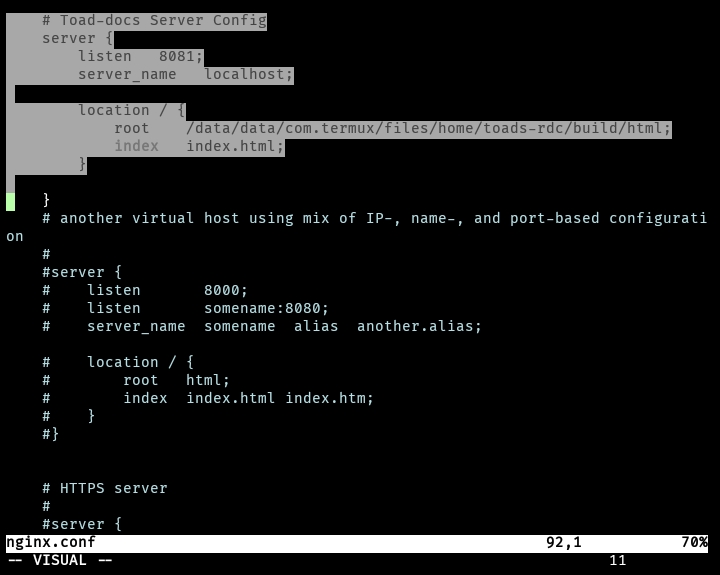 # Toad-docs Server Config
    server {
        listen   8081;
        server_name   localhost;

        location / {
            root    /data/data/com.termux/files/home/toads-rdc/build/html;
            index   index.html;
        }

    }
    # another virtual host using mix of IP-, name-, and port-based configurati
on
    #
    #server {
    #    listen       8000;
    #    listen       somename:8080;
    #    server_name  somename  alias  another.alias;

    #    location / {
    #        root   html;
    #        index  index.html index.htm;
    #    }
    #}


    # HTTPS server
    #
    #server {
nginx.conf                                                  92,1           70%
-- VISUAL --                                                       11